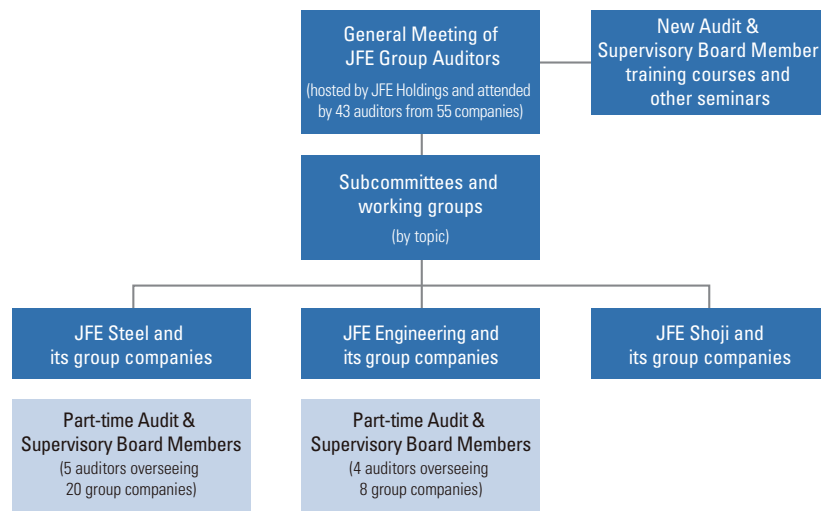 General Meeting of
JFE Group Auditors
(hosted by JFE Holdings and attended
by 43 auditors from 55 companies)
New Audit &
Supervisory Board Member
training courses and
other seminars
Subcommittees and
working groups
(by topic)
JFE Steel and
its group companies
JFE Engineering and
its group companies
JFE Shoji and
its group companies
Part-time Audit &
Supervisory Board Members
(5 auditors overseeing
20 group companies)
Part-time Audit &
Supervisory Board Members
(4 auditors overseeing
8 group companies)